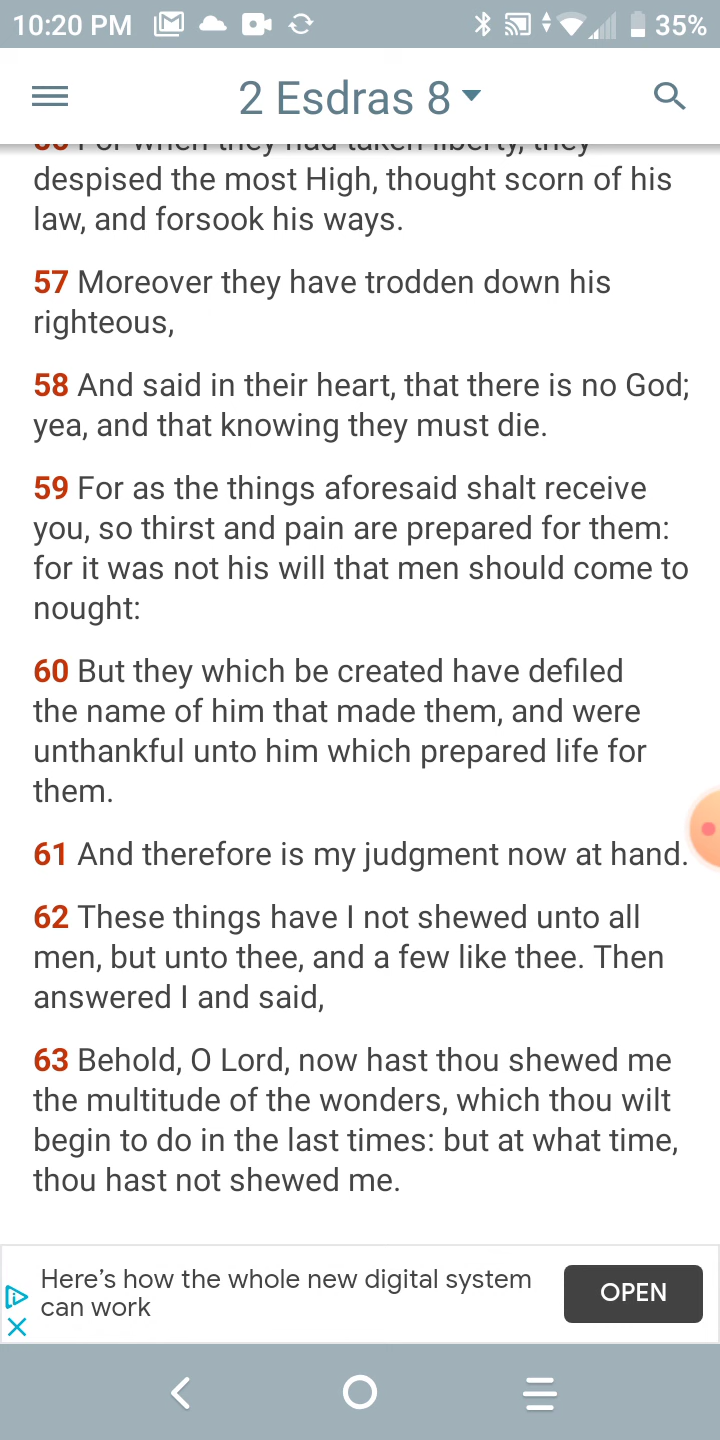 10:20 PM 35%
2 Esdras 8
56 For when they had taken liberty, they
despised the most High, thought scorn of his
law, and forsook his ways.
57 Moreover they have trodden down his
righteous,
58 And said in their heart, that there is no God;
yea, and that knowing they must die.
59 For as the things aforesaid shalt receive
you, so thirst and pain are prepared for them:
for it was not his will that men should come to
nought:
60 But they which be created have defiled
the name of him that made them, and were
unthankful unto him which prepared life for
them.
61 And therefore is my judgment now at hand.
62 These things have I not shewed unto all
men, but unto thee, and a few like thee. Then
answered I and said,
63 Behold, O Lord, now hast thou shewed me
the multitude of the wonders, which thou wilt
begin to do in the last times: but at what time,
thou hast not shewed me.
Here's how the whole new digital system
can work
OPEN